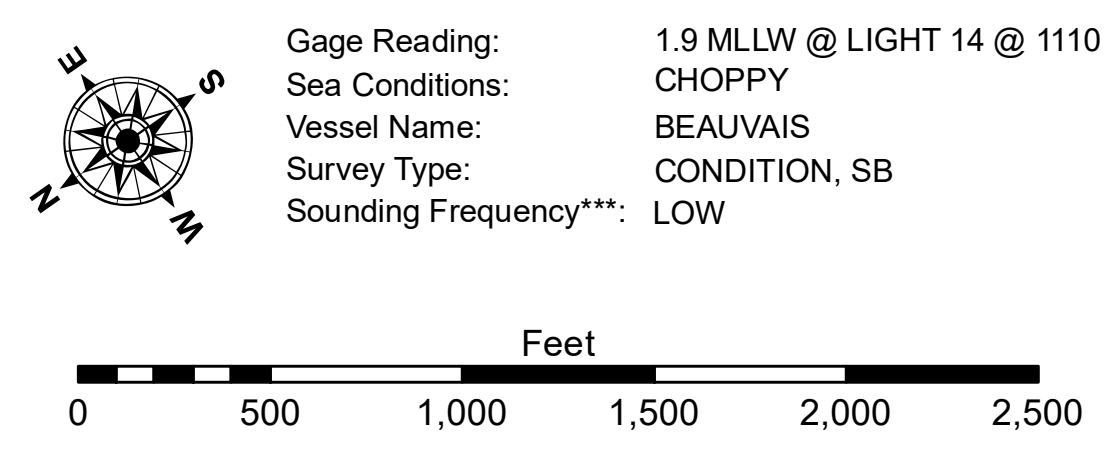 E
S
N
W
Gage Reading: 1.9 MLLW @ LIGHT 14 @ 1110
Sea Conditions: CHOPPY
Vessel Name: BEAUVAIS
Survey Type: CONDITION, SB
Sounding Frequency***: LOW
Feet
0 500 1,000 1,500 2,000 2,500